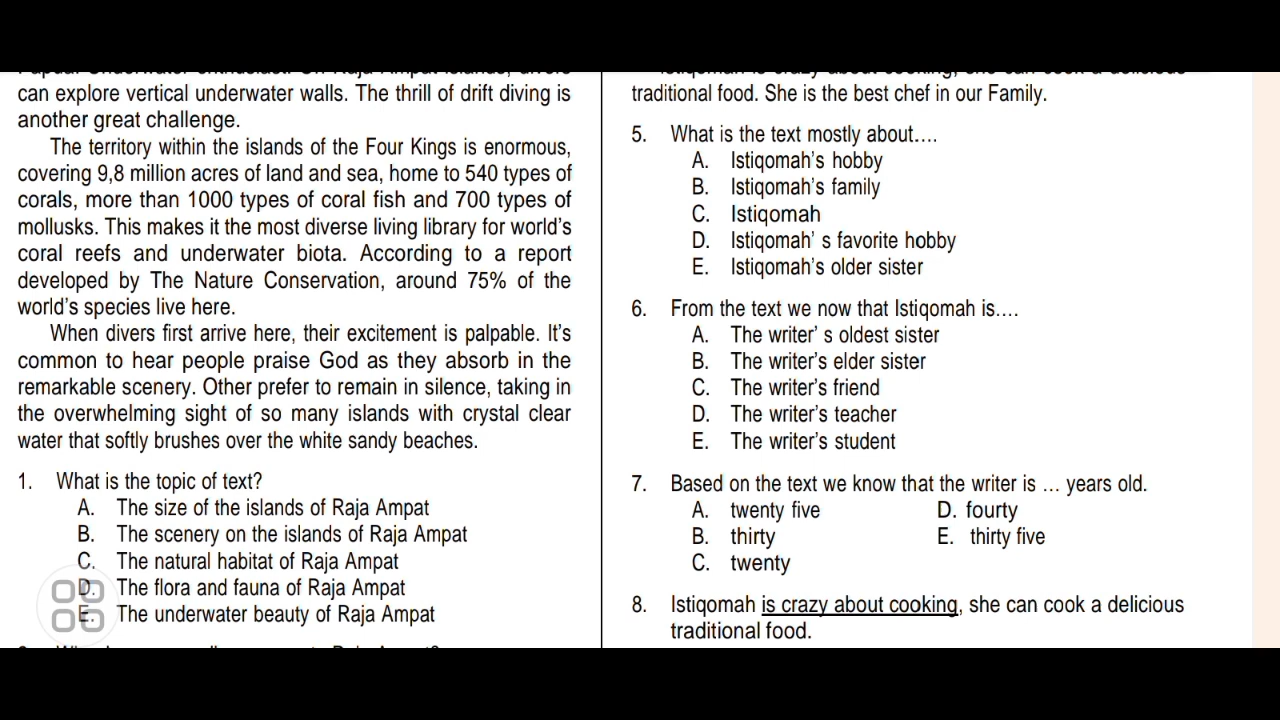 can explore vertical underwater walls. The thrill of drift diving is
another great challenge.
The territory within the islands of the Four Kings is enormous,
covering 9,8 million acres of land and sea, home to 540 types of
corals, more than 1000 types of coral fish and 700 types of
mollusks. This makes it the most diverse living library for world's
coral reefs and underwater biota. According to a report
developed by The Nature Conservation, around 75% of the
world's species live here.
When divers first arrive here, their excitement is palpable. It's
common to hear people praise God as they absorb in the
remarkable scenery. Other prefer to remain in silence, taking in
the overwhelming sight of so many islands with crystal clear
water that softly brushes over the white sandy beaches.
1. What is the topic of text?
A. The size of the islands of Raja Ampat
B. The scenery on the islands of Raja Ampat
C. The natural habitat of Raja Ampat
D. The flora and fauna of Raja Ampat
E. The underwater beauty of Raja Ampat
Istiqomah is crazy about cooking, she can cook a delicious
traditional food. She is the best chef in our Family.
5. What is the text mostly about....
A. Istiqomah's hobby
B. Istiqomah's family
C. Istiqomah
D. Istiqomah' s favorite hobby
E. Istiqomah's older sister
6. From the text we now that Istiqomah is....
A. The writer' s oldest sister
B. The writer's elder sister
C. The writer's friend
D. The writer's teacher
E. The writer's student
7. Based on the text we know that the writer is ... years old.
A. twenty five D. fourty
B. thirty E. thirty five
C. twenty
8. Istiqomah is crazy about cooking, she can cook a delicious
traditional food.